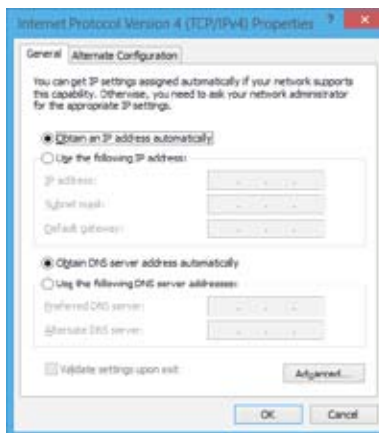 Internet Protocol Version 4 (TCP/IPv4) Properties
General Alternate Configuration
You can get IP settings assigned automatically if your network supports
this capability. Otherwise, you need to ask your network administrator
for the appropriate IP settings.
Obtain an IP address automatically
Use the following IP address:
IP address:
Subnet mask:
Default gateway:
Obtain DNS server address automatically
Use the following DNS server addresses:
Preferred DNS server:
Alternate DNS server:
Validate settings upon exit
Advanced...
OK Cancel